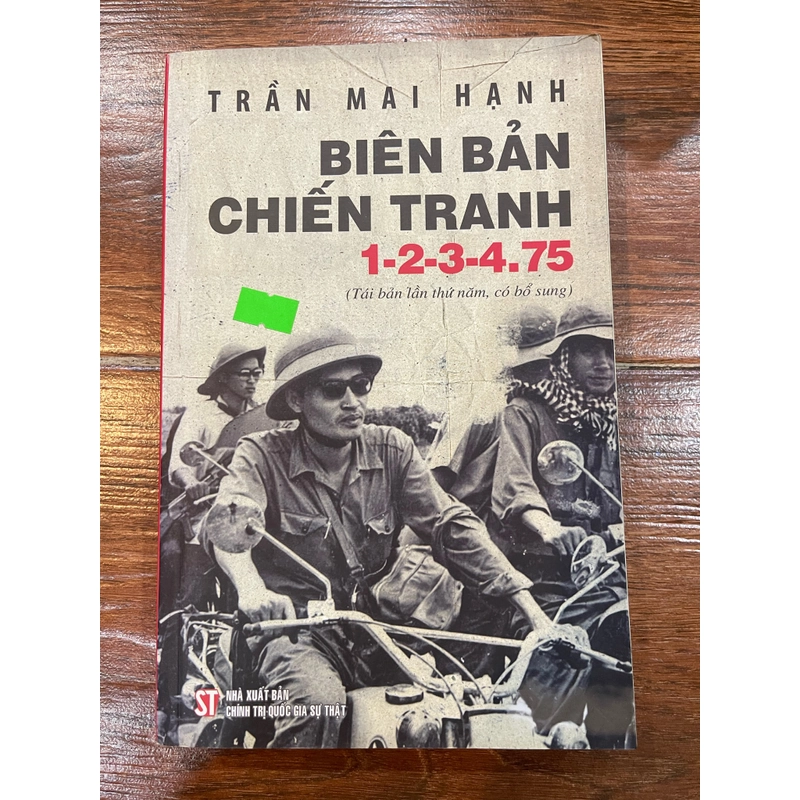 TRẦN MAI HẠNH
BIÊN BẢN
CHIẾN TRANH
1-2-3-4.75
(Tái bản lần thứ năm, có bổ sung)
ST
NHÀ XUẤT BẢN
CHÍNH TRỊ QUỐC GIA SỰ THẬT